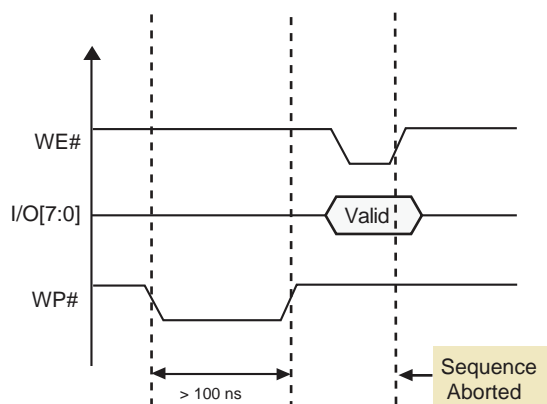 WE#
I/O[7:0]
Valid
WP#
> 100 ns
Sequence
Aborted